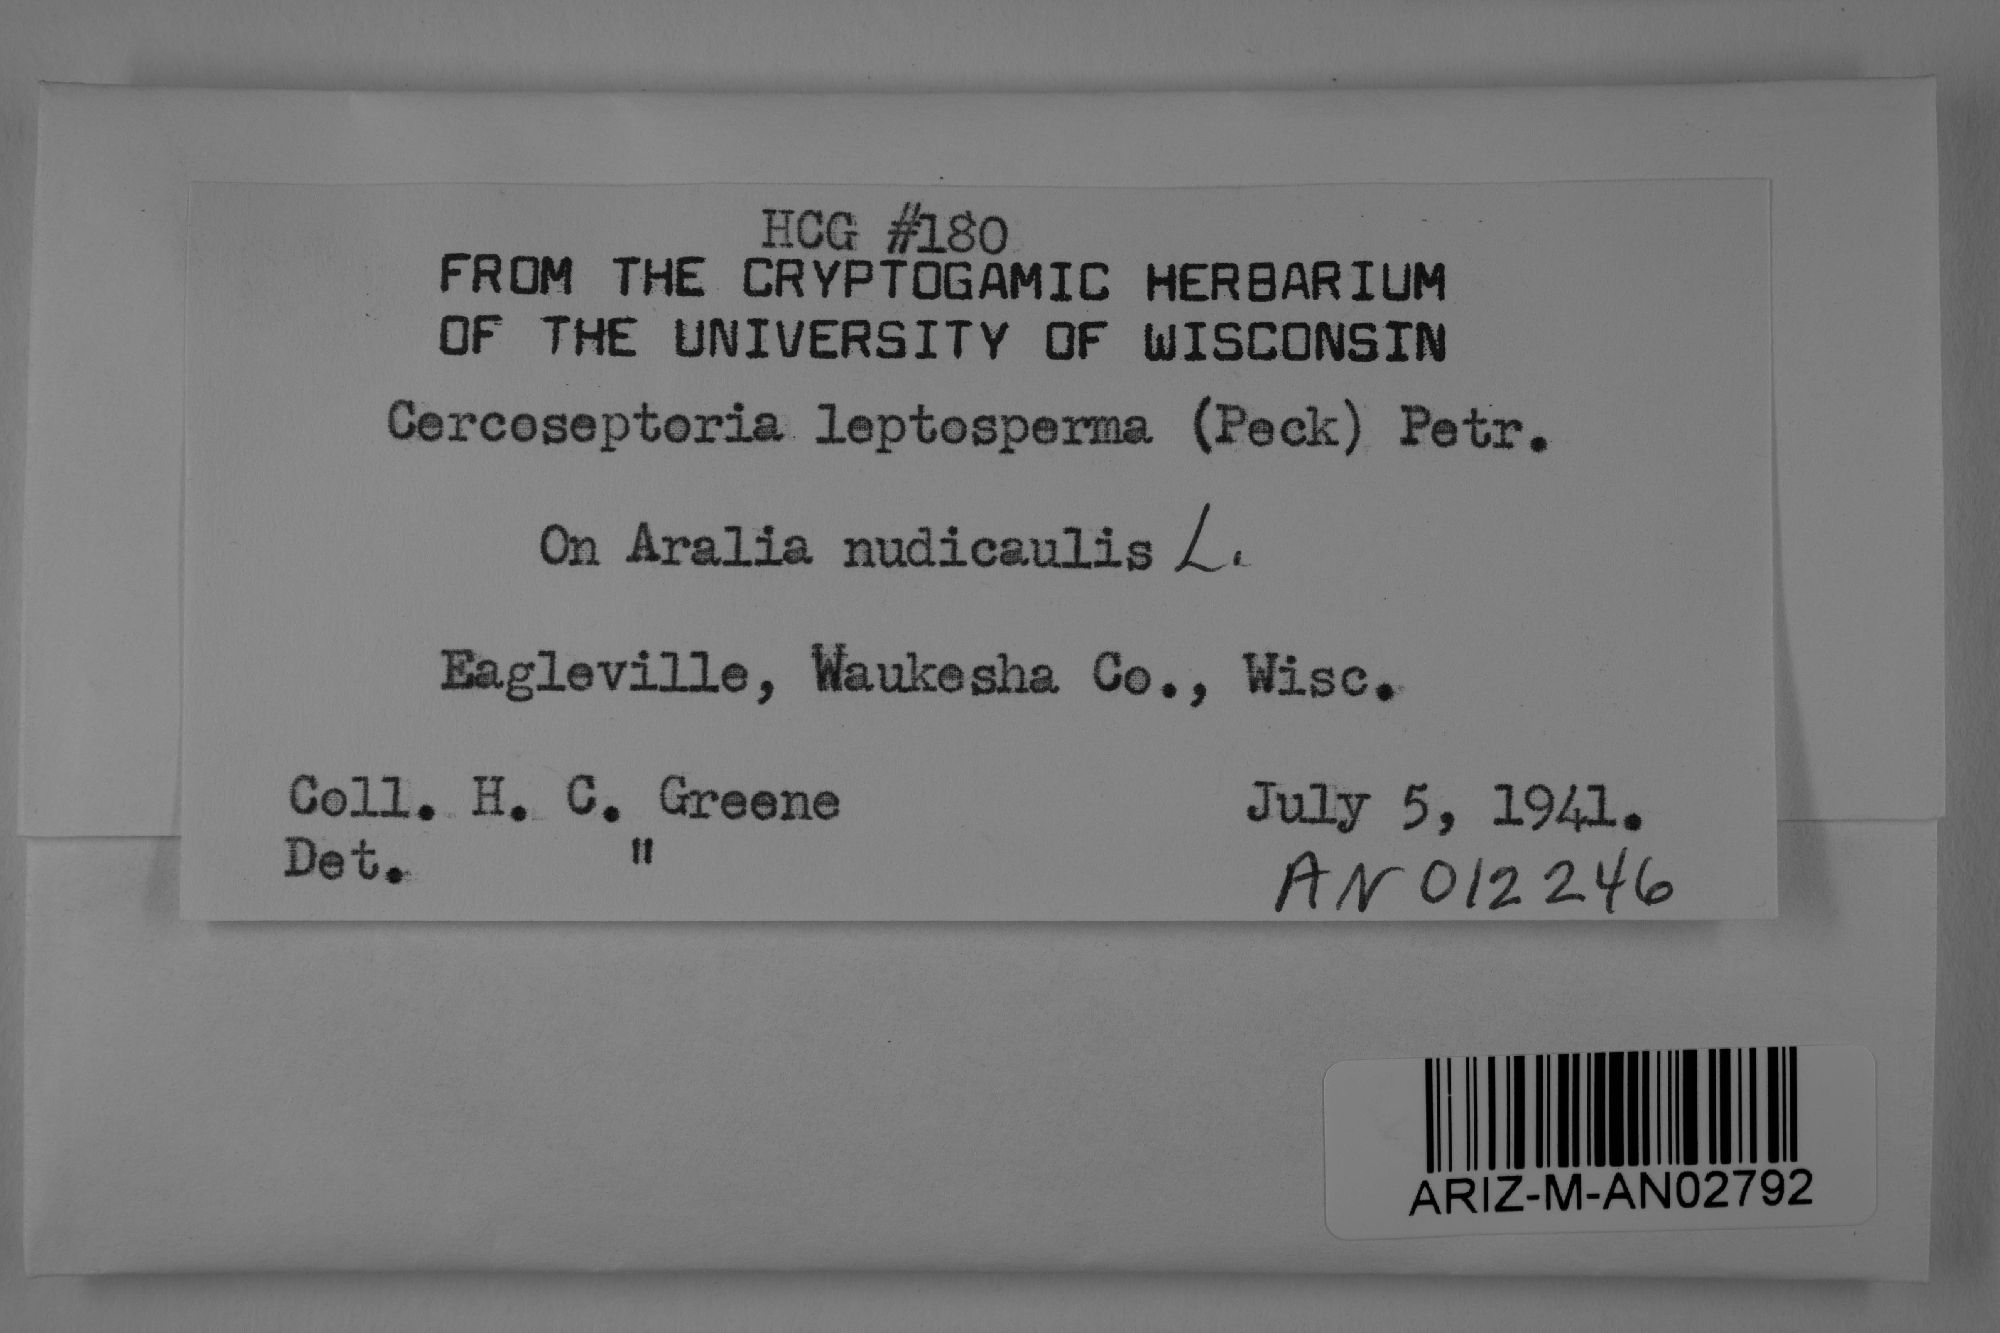 HCG #180
FROM THE CRYPTOGAMIC HERBARIUM
OF THE UNIVERSITY OF WISCONSIN
Cercoseptoria leptosperma (Peck) Petr.
On Aralia nudicaulis L.
Eagleville, Waukesha Co., Wisc.
Coll. H. C. Greene July 5, 1941.
Det. "
AN 012246
ARIZ-M-AN02792